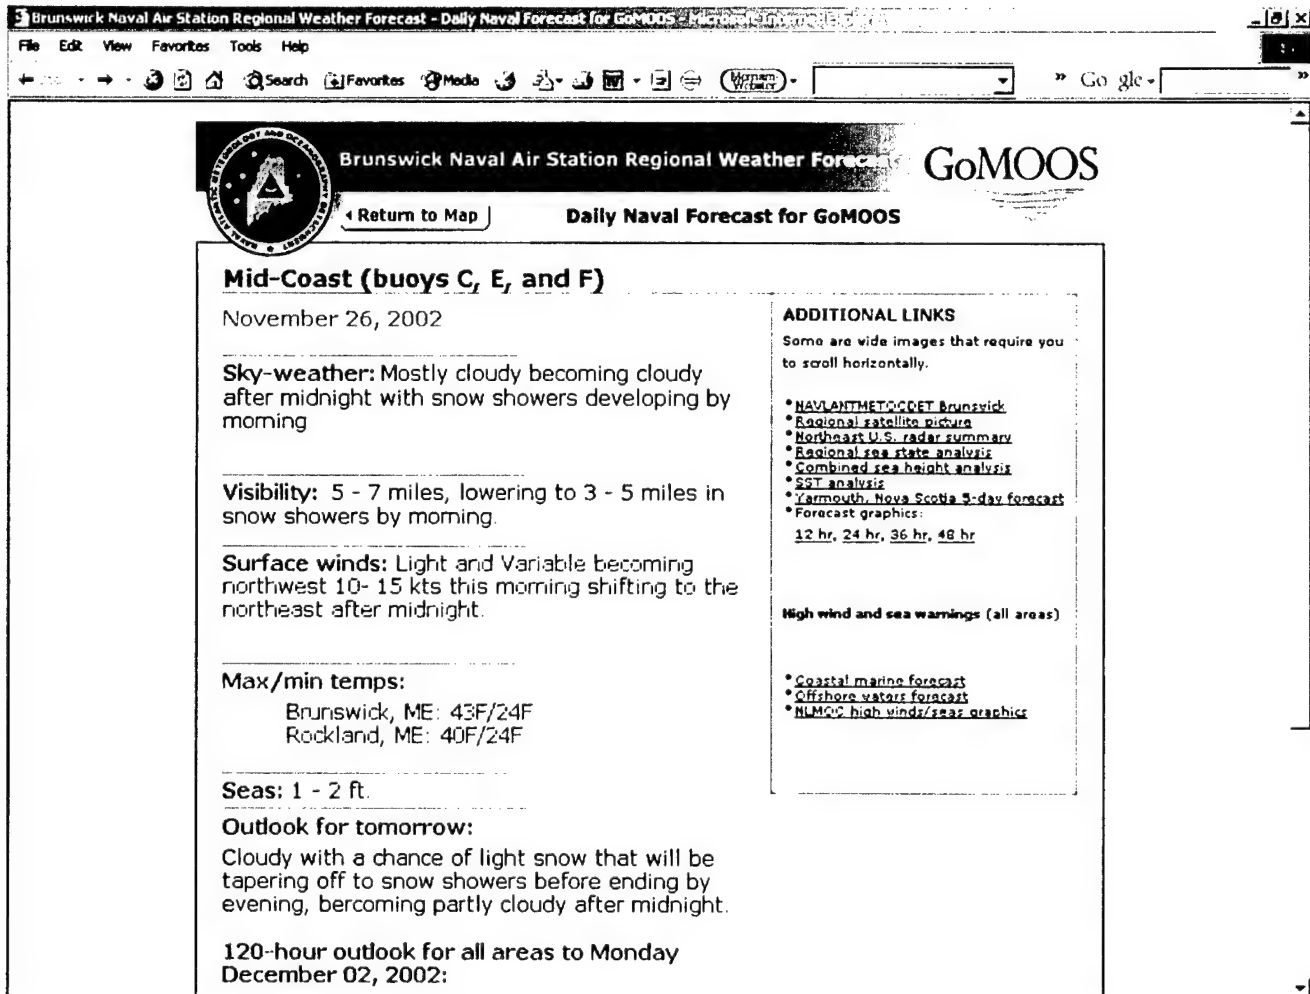 Brunswick Naval Air Station Regional Weather Forecast - Daily Naval Forecast for GoMOOS - Microsoft Internet
File Edit View Favorites Tools Help
Search Favorites Media Merriam Webster Go gle
Brunswick Naval Air Station Regional Weather Forecast
GoMOOS
Return to Map
Daily Naval Forecast for GoMOOS
Mid-Coast (buoys C, E, and F)
November 26, 2002
Sky-weather: Mostly cloudy becoming cloudy
after midnight with snow showers developing by
morning
Visibility: 5 - 7 miles, lowering to 3 - 5 miles in
snow showers by morning.
Surface winds: Light and Variable becoming
northwest 10- 15 kts this morning shifting to the
northeast after midnight.
Max/min temps:
Brunswick, ME: 43F/24F
Rockland, ME: 40F/24F
Seas: 1 - 2 ft.
Outlook for tomorrow:
Cloudy with a chance of light snow that will be
tapering off to snow showers before ending by
evening, bercoming partly cloudy after midnight.
120-hour outlook for all areas to Monday
December 02, 2002:
ADDITIONAL LINKS
Some are wide images that require you
to scroll horizontally.
•NAVLANTMETOCDET Brunswick
•Regional satellite picture
•Northeast U.S. radar summary
•Regional sea state analysis
•Combined sea height analysis
•SST analysis
•Yarmouth, Nova Scotia 5-day forecast
•Forecast graphics:
12 hr, 24 hr, 36 hr, 48 hr
High wind and sea warnings (all areas)
•Coastal marine forecast
•Offshore waters forecast
•NLMOC high winds/seas graphics